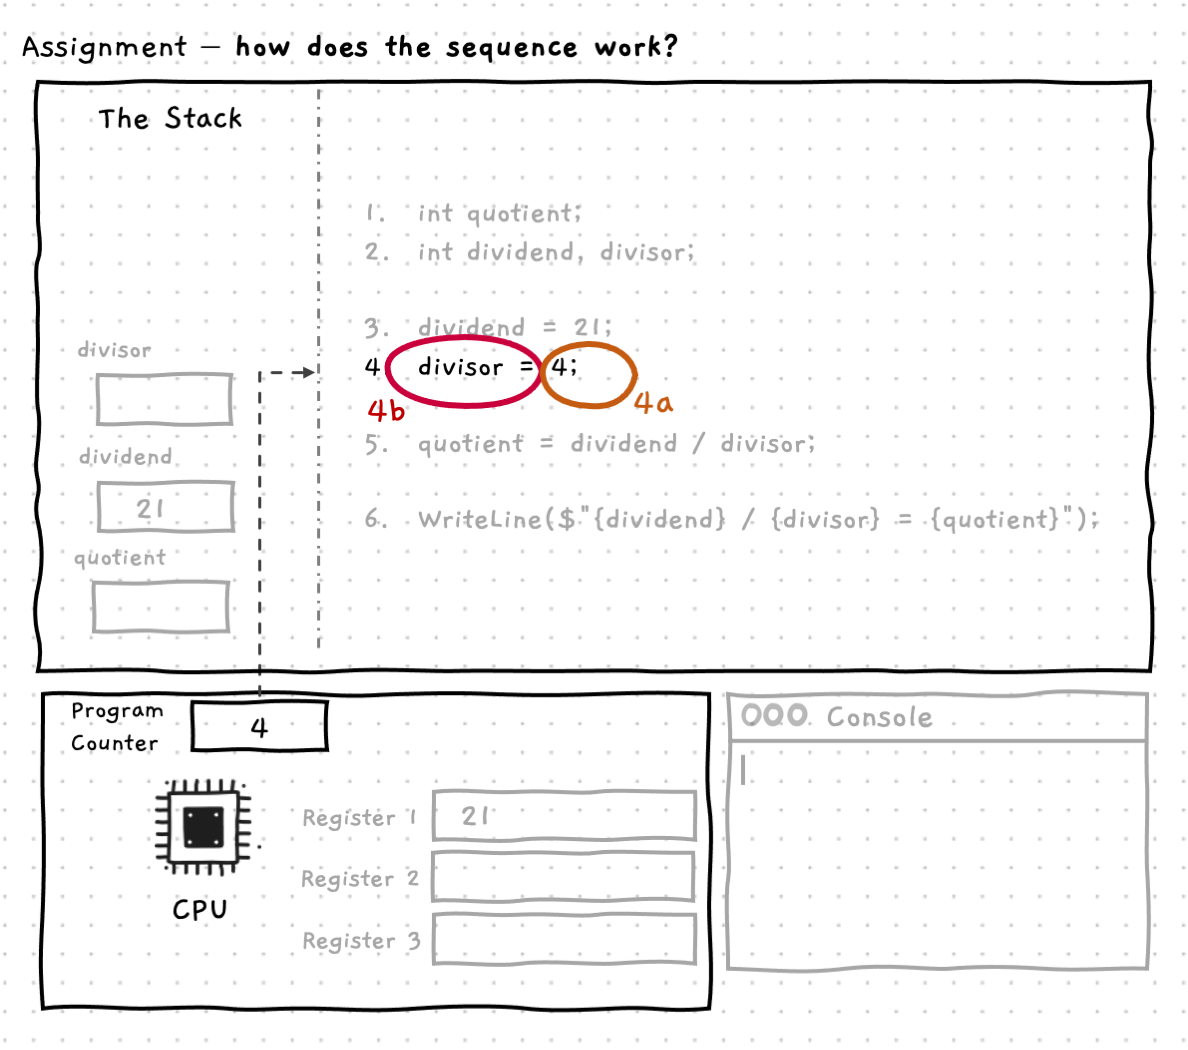 Assignment – how does the sequence work?
The Stack
1. int quotient;
2. int dividend, divisor;
3. dividend = 21;
4 divisor = 4;
4b
4a
5. quotient = dividend / divisor;
6. WriteLine($"{dividend} / {divisor} = {quotient}");
divisor
dividend
21
quotient
Program
Counter
4
CPU
Register 1
21
Register 2
Register 3
Console